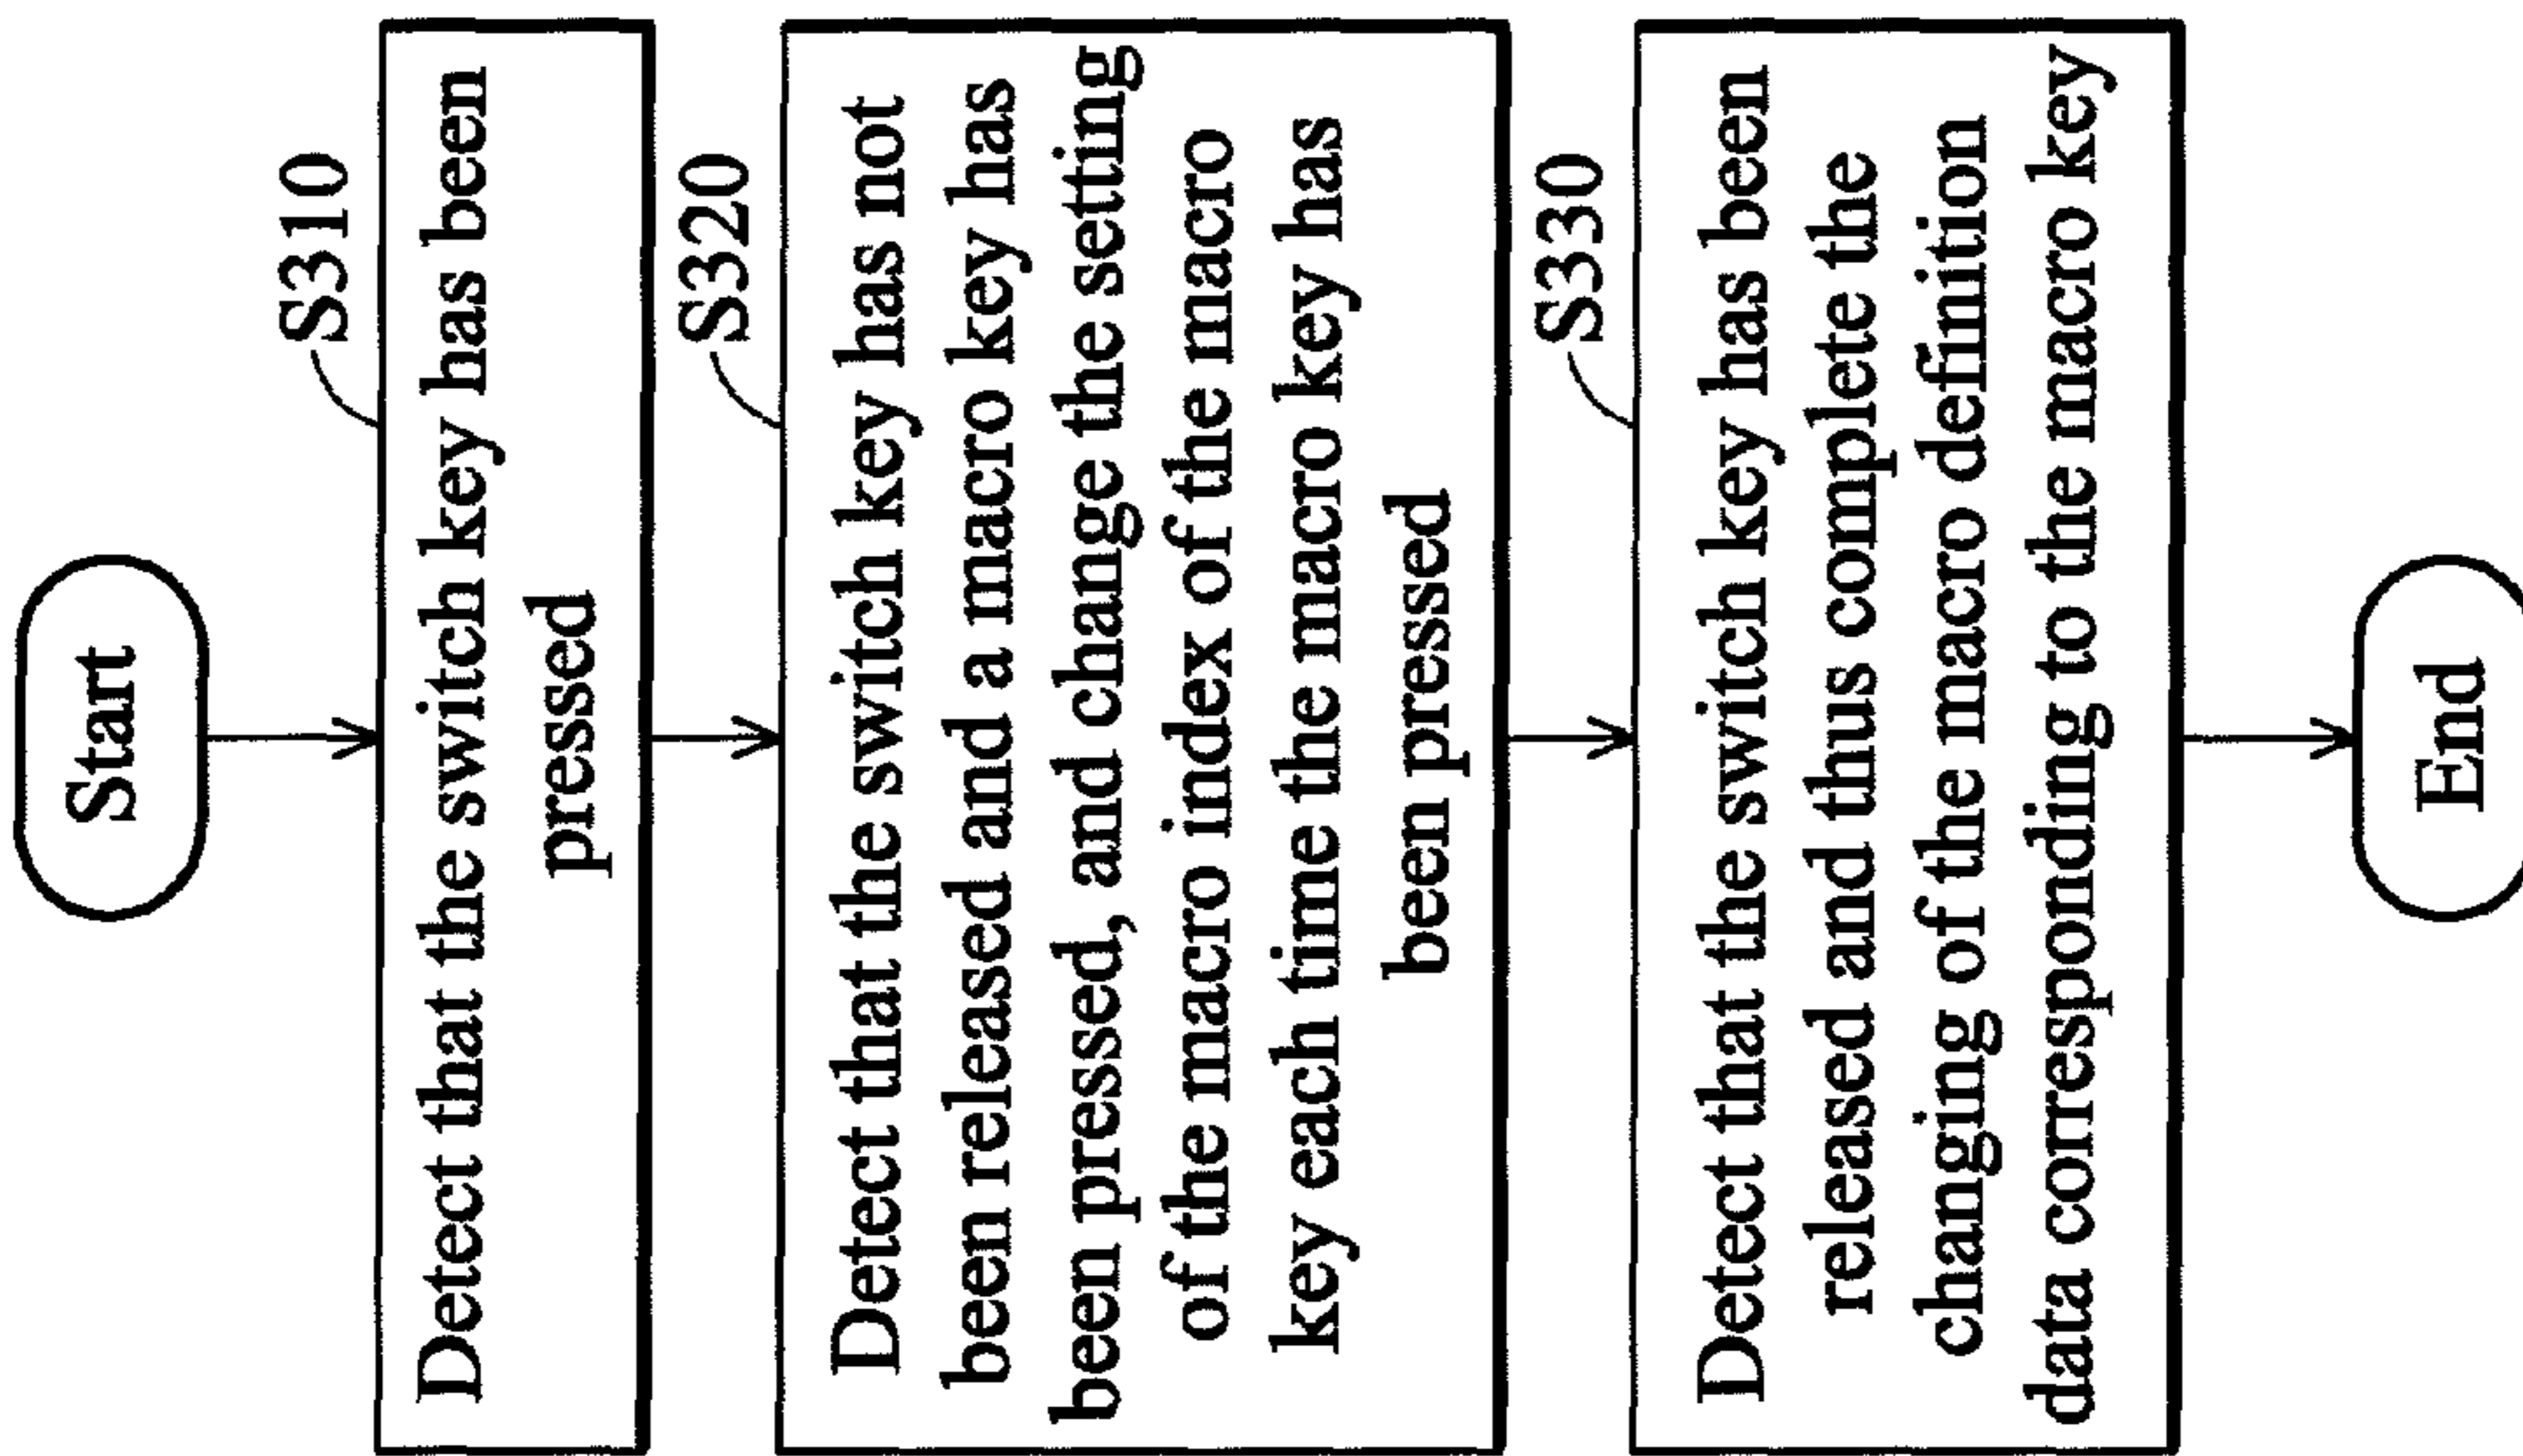 Start
S310
Detect that the switch key has been
pressed
S320
Detect that the switch key has not
been released and a macro key has
been pressed, and change the setting
of the macro index of the macro
key each time the macro key has
been pressed
S330
Detect that the switch key has been
released and thus complete the
changing of the macro definition
data corresponding to the macro key
End